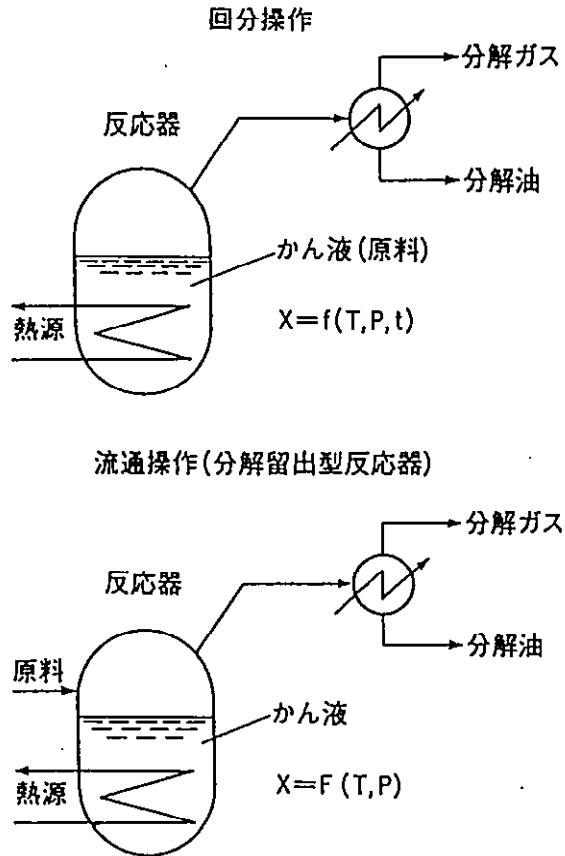 回分操作
分解ガス
反応器
分解油
かん液(原料)
熱源
X=f(T,P,t)
流通操作(分解留出型反応器)
分解ガス
反応器
分解油
原料
かん液
熱源
X=F(T,P)